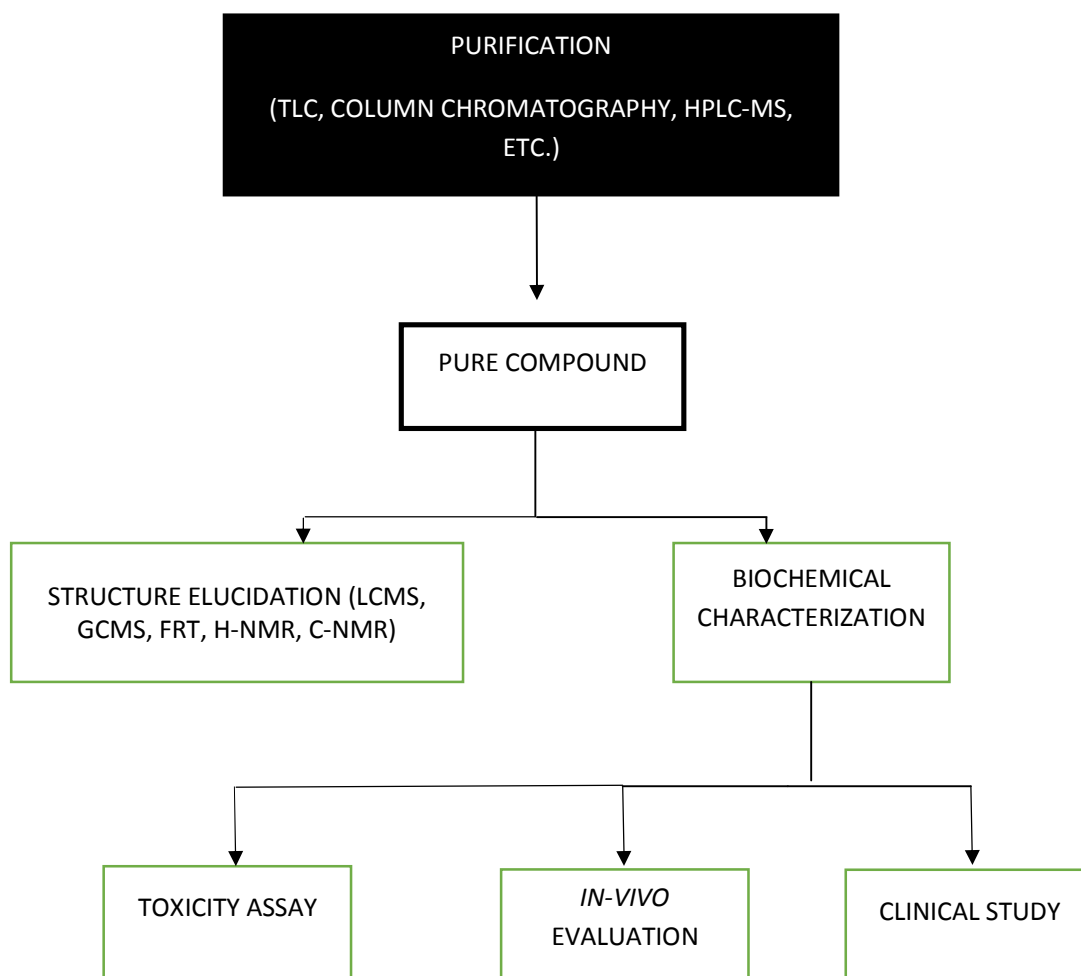 PURIFICATION
(TLC, COLUMN CHROMATOGRAPHY, HPLC-MS,
ETC.)
PURE COMPOUND
STRUCTURE ELUCIDATION (LCMS,
GCMS, FRT, H-NMR, C-NMR)
BIOCHEMICAL
CHARACTERIZATION
TOXICITY ASSAY
IN-VIVO
EVALUATION
CLINICAL STUDY